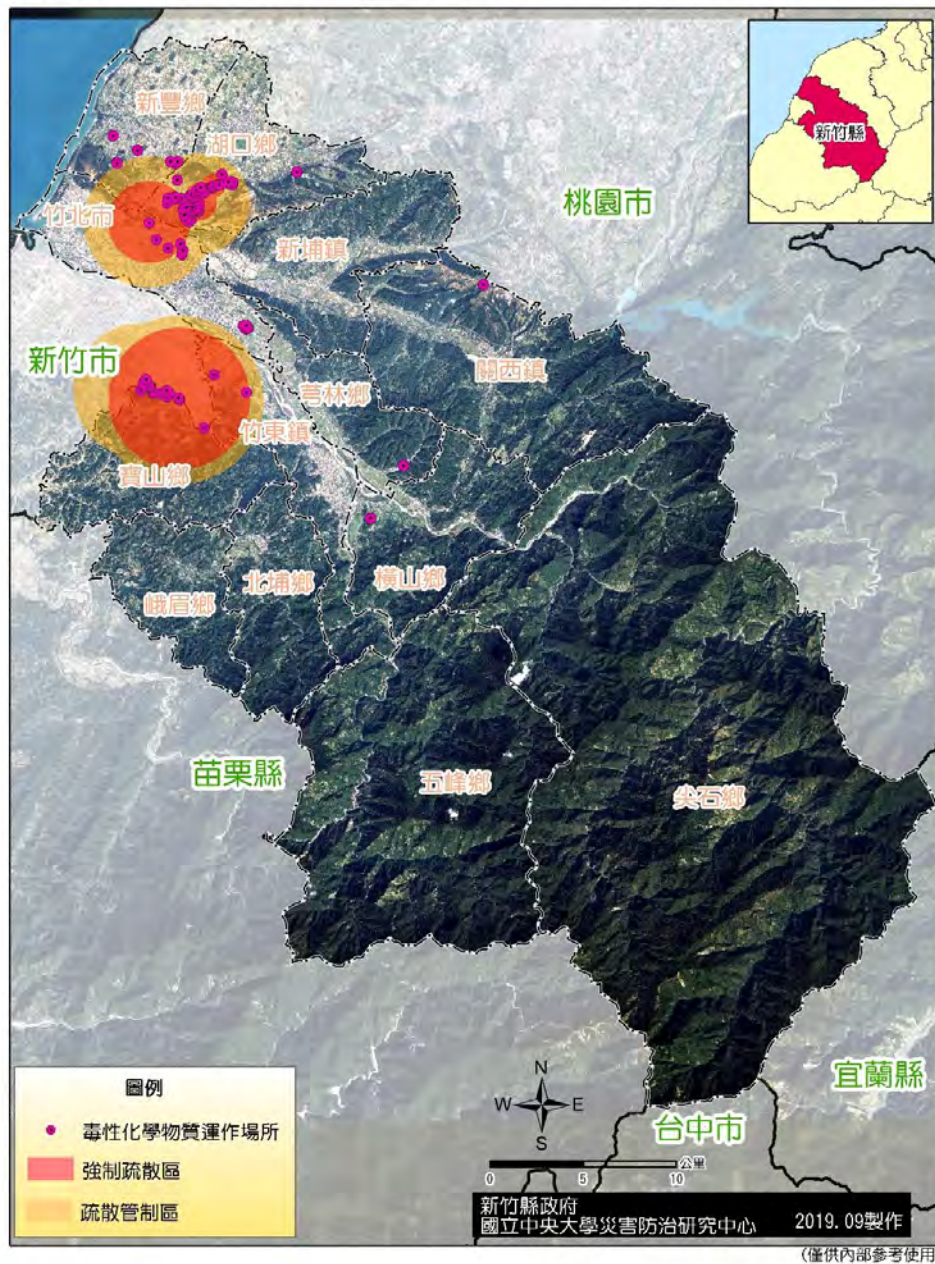 新竹縣
新豐鄉
湖口鄉
桃園市
竹北市
新埔鎮
新竹市
關西鎮
芎林鄉
竹東鎮
寶山鄉
橫山鄉
北埔鄉
峨眉鄉
苗栗縣
五峰鄉
尖石鄉
宜蘭縣
台中市
圖例
毒性化學物質運作場所
強制疏散區
疏散管制區
N
W E
S
公里
0 5 10
新竹縣政府
國立中央大學災害防治研究中心 2019.09製作
(僅供內部參考使用